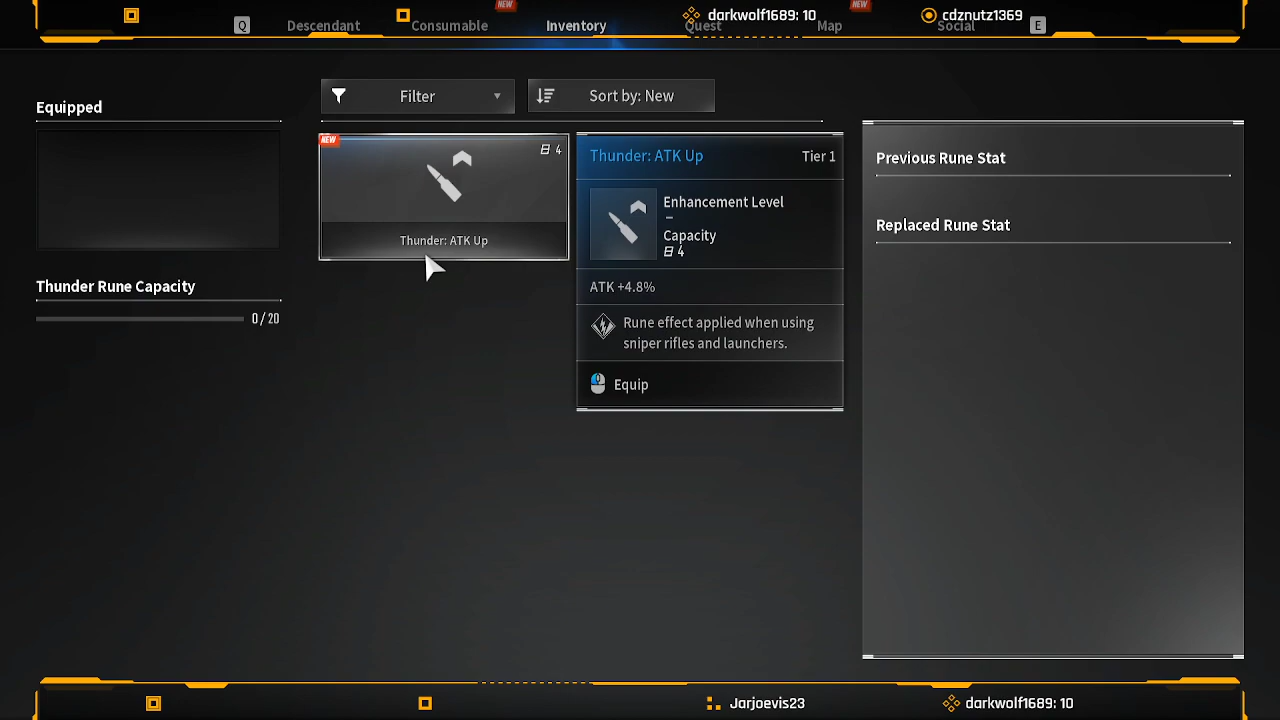 darkwolf1689: 10
cdznutz1369
NEW
NEW
Q
Descendant
Consumable
Inventory
Quest
Map
Social
E
Equipped
Filter
Sort by: New
NEW
4
Thunder: ATK Up
Thunder Rune Capacity
0/20
Thunder: ATK Up
Tier 1
Enhancement Level
–
Capacity
4
ATK +4.8%
Rune effect applied when using
sniper rifles and launchers.
Equip
Previous Rune Stat
Replaced Rune Stat
Jarjoevis23
darkwolf1689: 10